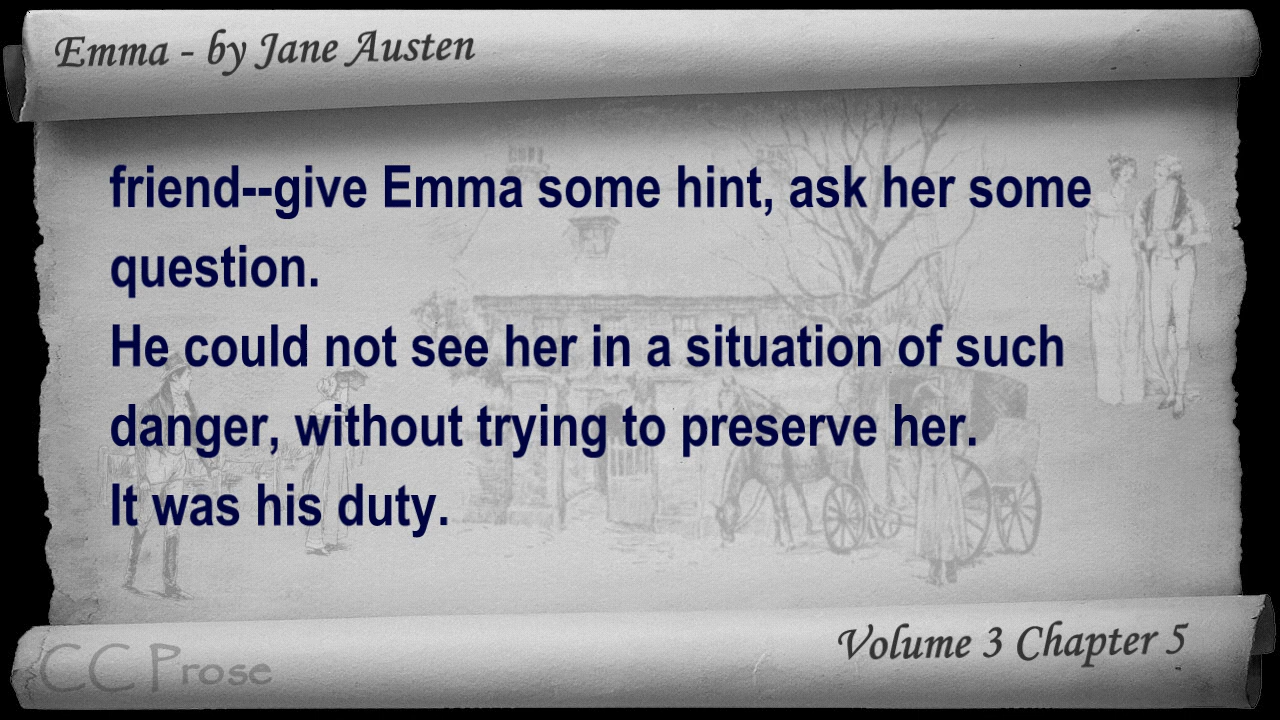 Emma - by Jane Austen
friend--give Emma some hint, ask her some
question.
He could not see her in a situation of such
danger, without trying to preserve her.
It was his duty.
Volume 3 Chapter 5
CC Prose